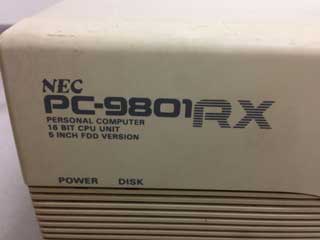 NEC
PC-9801RX
PERSONAL COMPUTER
16 BIT CPU UNIT
5 INCH FDD VERSION
POWER DISK